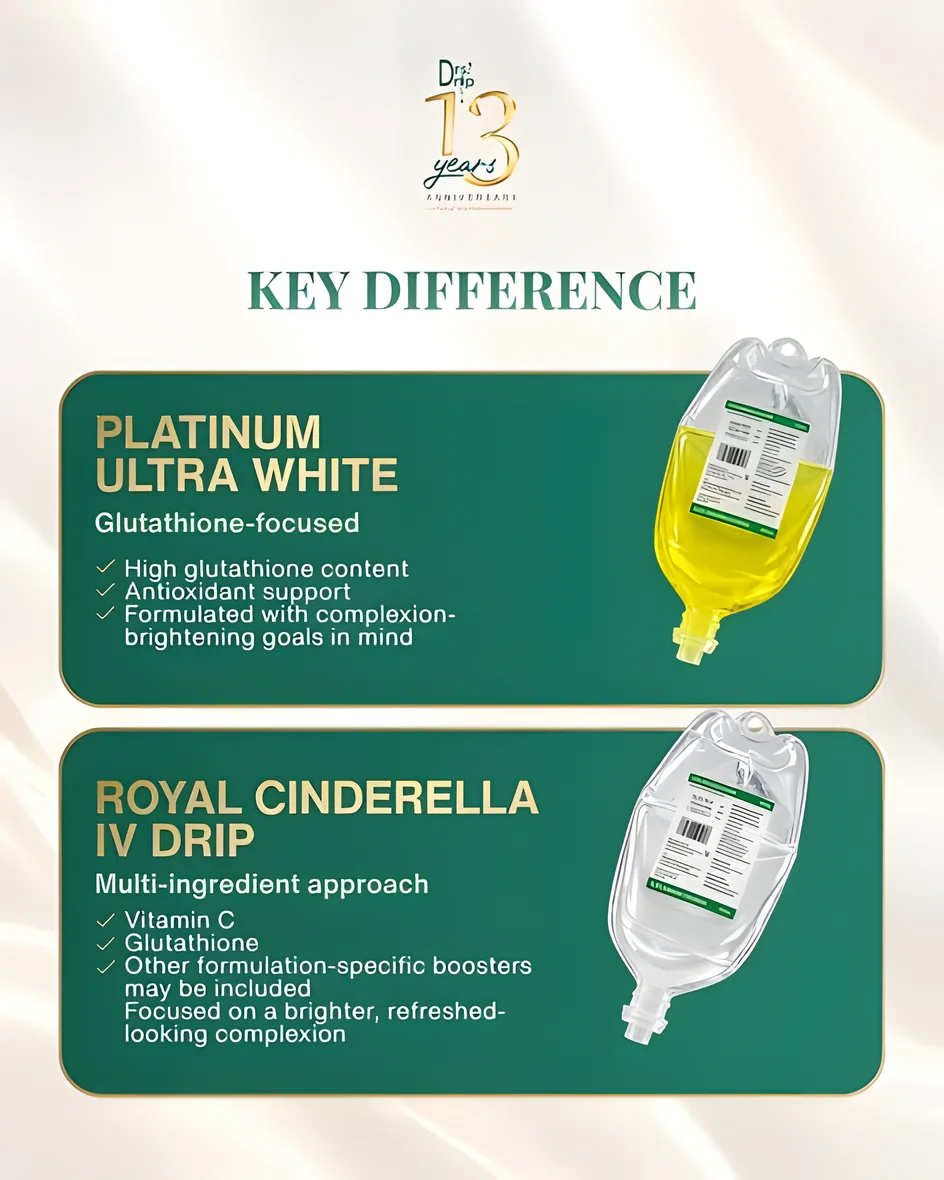 Drs'
Drip
13
years
ANNIVERSARY
KEY DIFFERENCE
PLATINUM
ULTRA WHITE
Glutathione-focused
✓ High glutathione content
✓ Antioxidant support
✓ Formulated with complexion-
brightening goals in mind
ROYAL CINDERELLA
IV DRIP
Multi-ingredient approach
✓ Vitamin C
✓ Glutathione
✓ Other formulation-specific boosters
may be included
Focused on a brighter, refreshed-
looking complexion